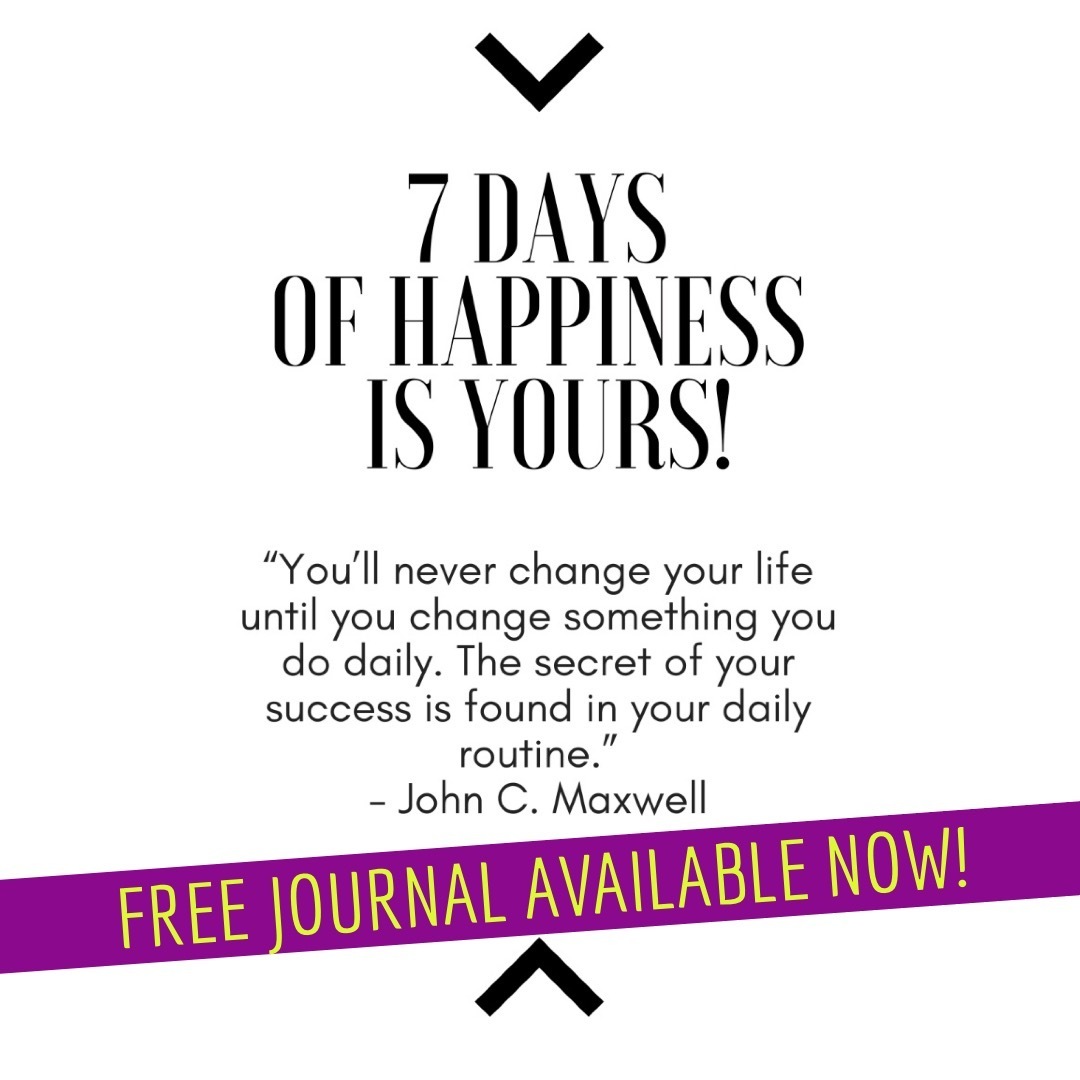 7 DAYS
OF HAPPINESS
IS YOURS!
“You’ll never change your life
until you change something you
do daily. The secret of your
success is found in your daily
routine.”
- John C. Maxwell
FREE JOURNAL AVAILABLE NOW!